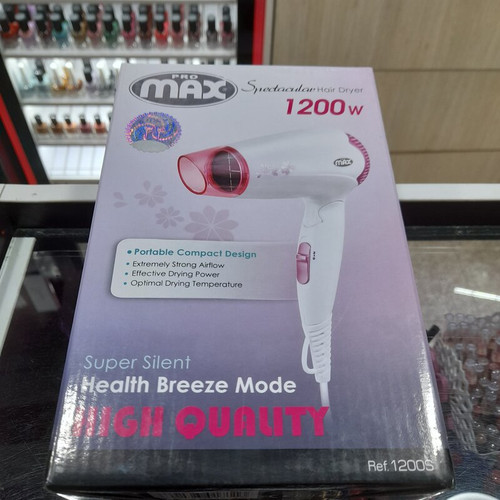 PRO
MAX
Spectacular Hair Dryer
1200 W
MAX
• Portable Compact Design
• Extremely Strong Airflow
• Effective Drying Power
• Optimal Drying Temperature
Super Silent
Health Breeze Mode
HIGH QUALITY
Ref.1200S